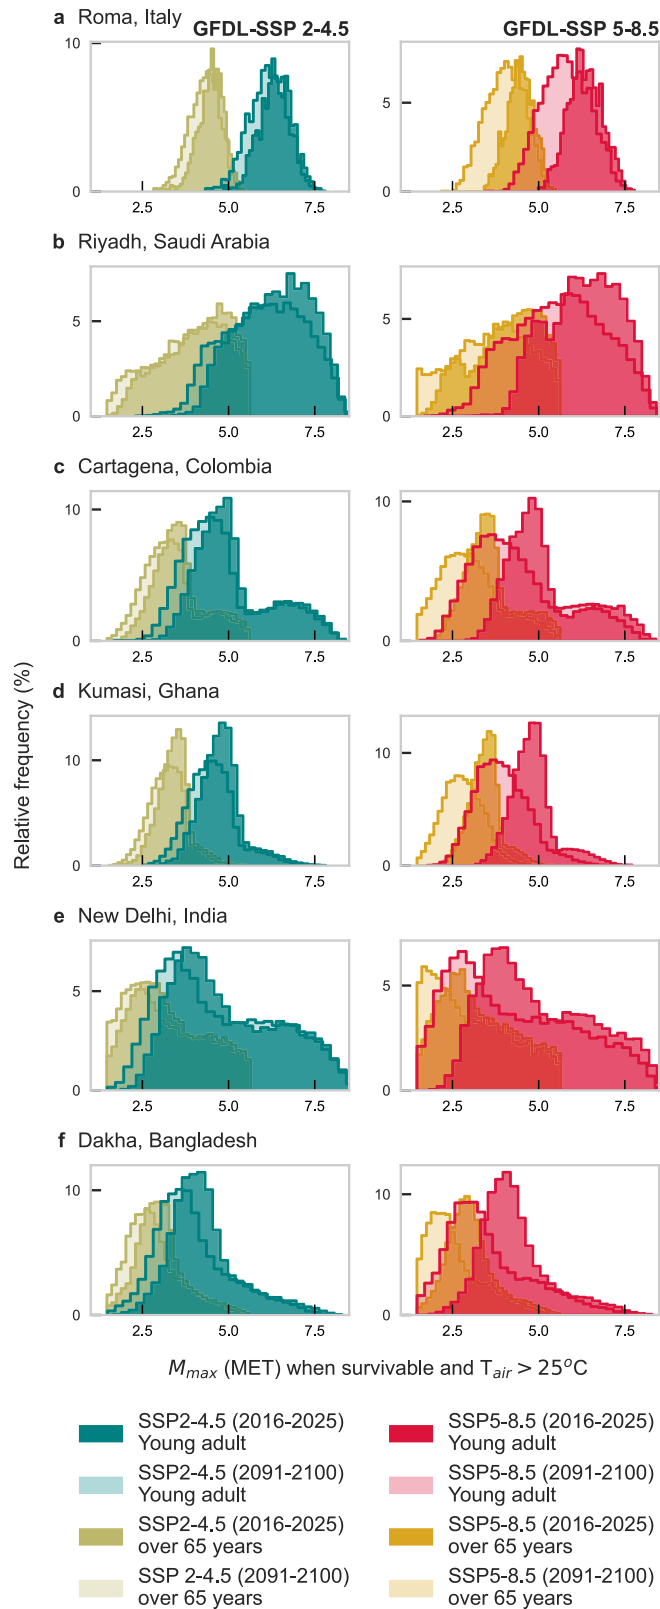 a Roma, Italy
GFDL-SSP 2-4.5
GFDL-SSP 5-8.5
10
5
0
0
2.5 5.0 7.5
2.5 5.0 7.5
b Riyadh, Saudi Arabia
5
5
0
0
2.5 5.0 7.5
2.5 5.0 7.5
c Cartagena, Colombia
10
10
0
0
2.5 5.0 7.5
2.5 5.0 7.5
Relative frequency (%)
d Kumasi, Ghana
10
10
0
0
2.5 5.0 7.5
2.5 5.0 7.5
e New Delhi, India
5
5
0
0
2.5 5.0 7.5
2.5 5.0 7.5
f Dakha, Bangladesh
10
10
0
0
2.5 5.0 7.5
2.5 5.0 7.5
M_max (MET) when survivable and T_air > 25°C
SSP2-4.5 (2016-2025)
Young adult
SSP2-4.5 (2091-2100)
Young adult
SSP2-4.5 (2016-2025)
over 65 years
SSP 2-4.5 (2091-2100)
over 65 years
SSP5-8.5 (2016-2025)
Young adult
SSP5-8.5 (2091-2100)
Young adult
SSP5-8.5 (2016-2025)
over 65 years
SSP5-8.5 (2091-2100)
over 65 years